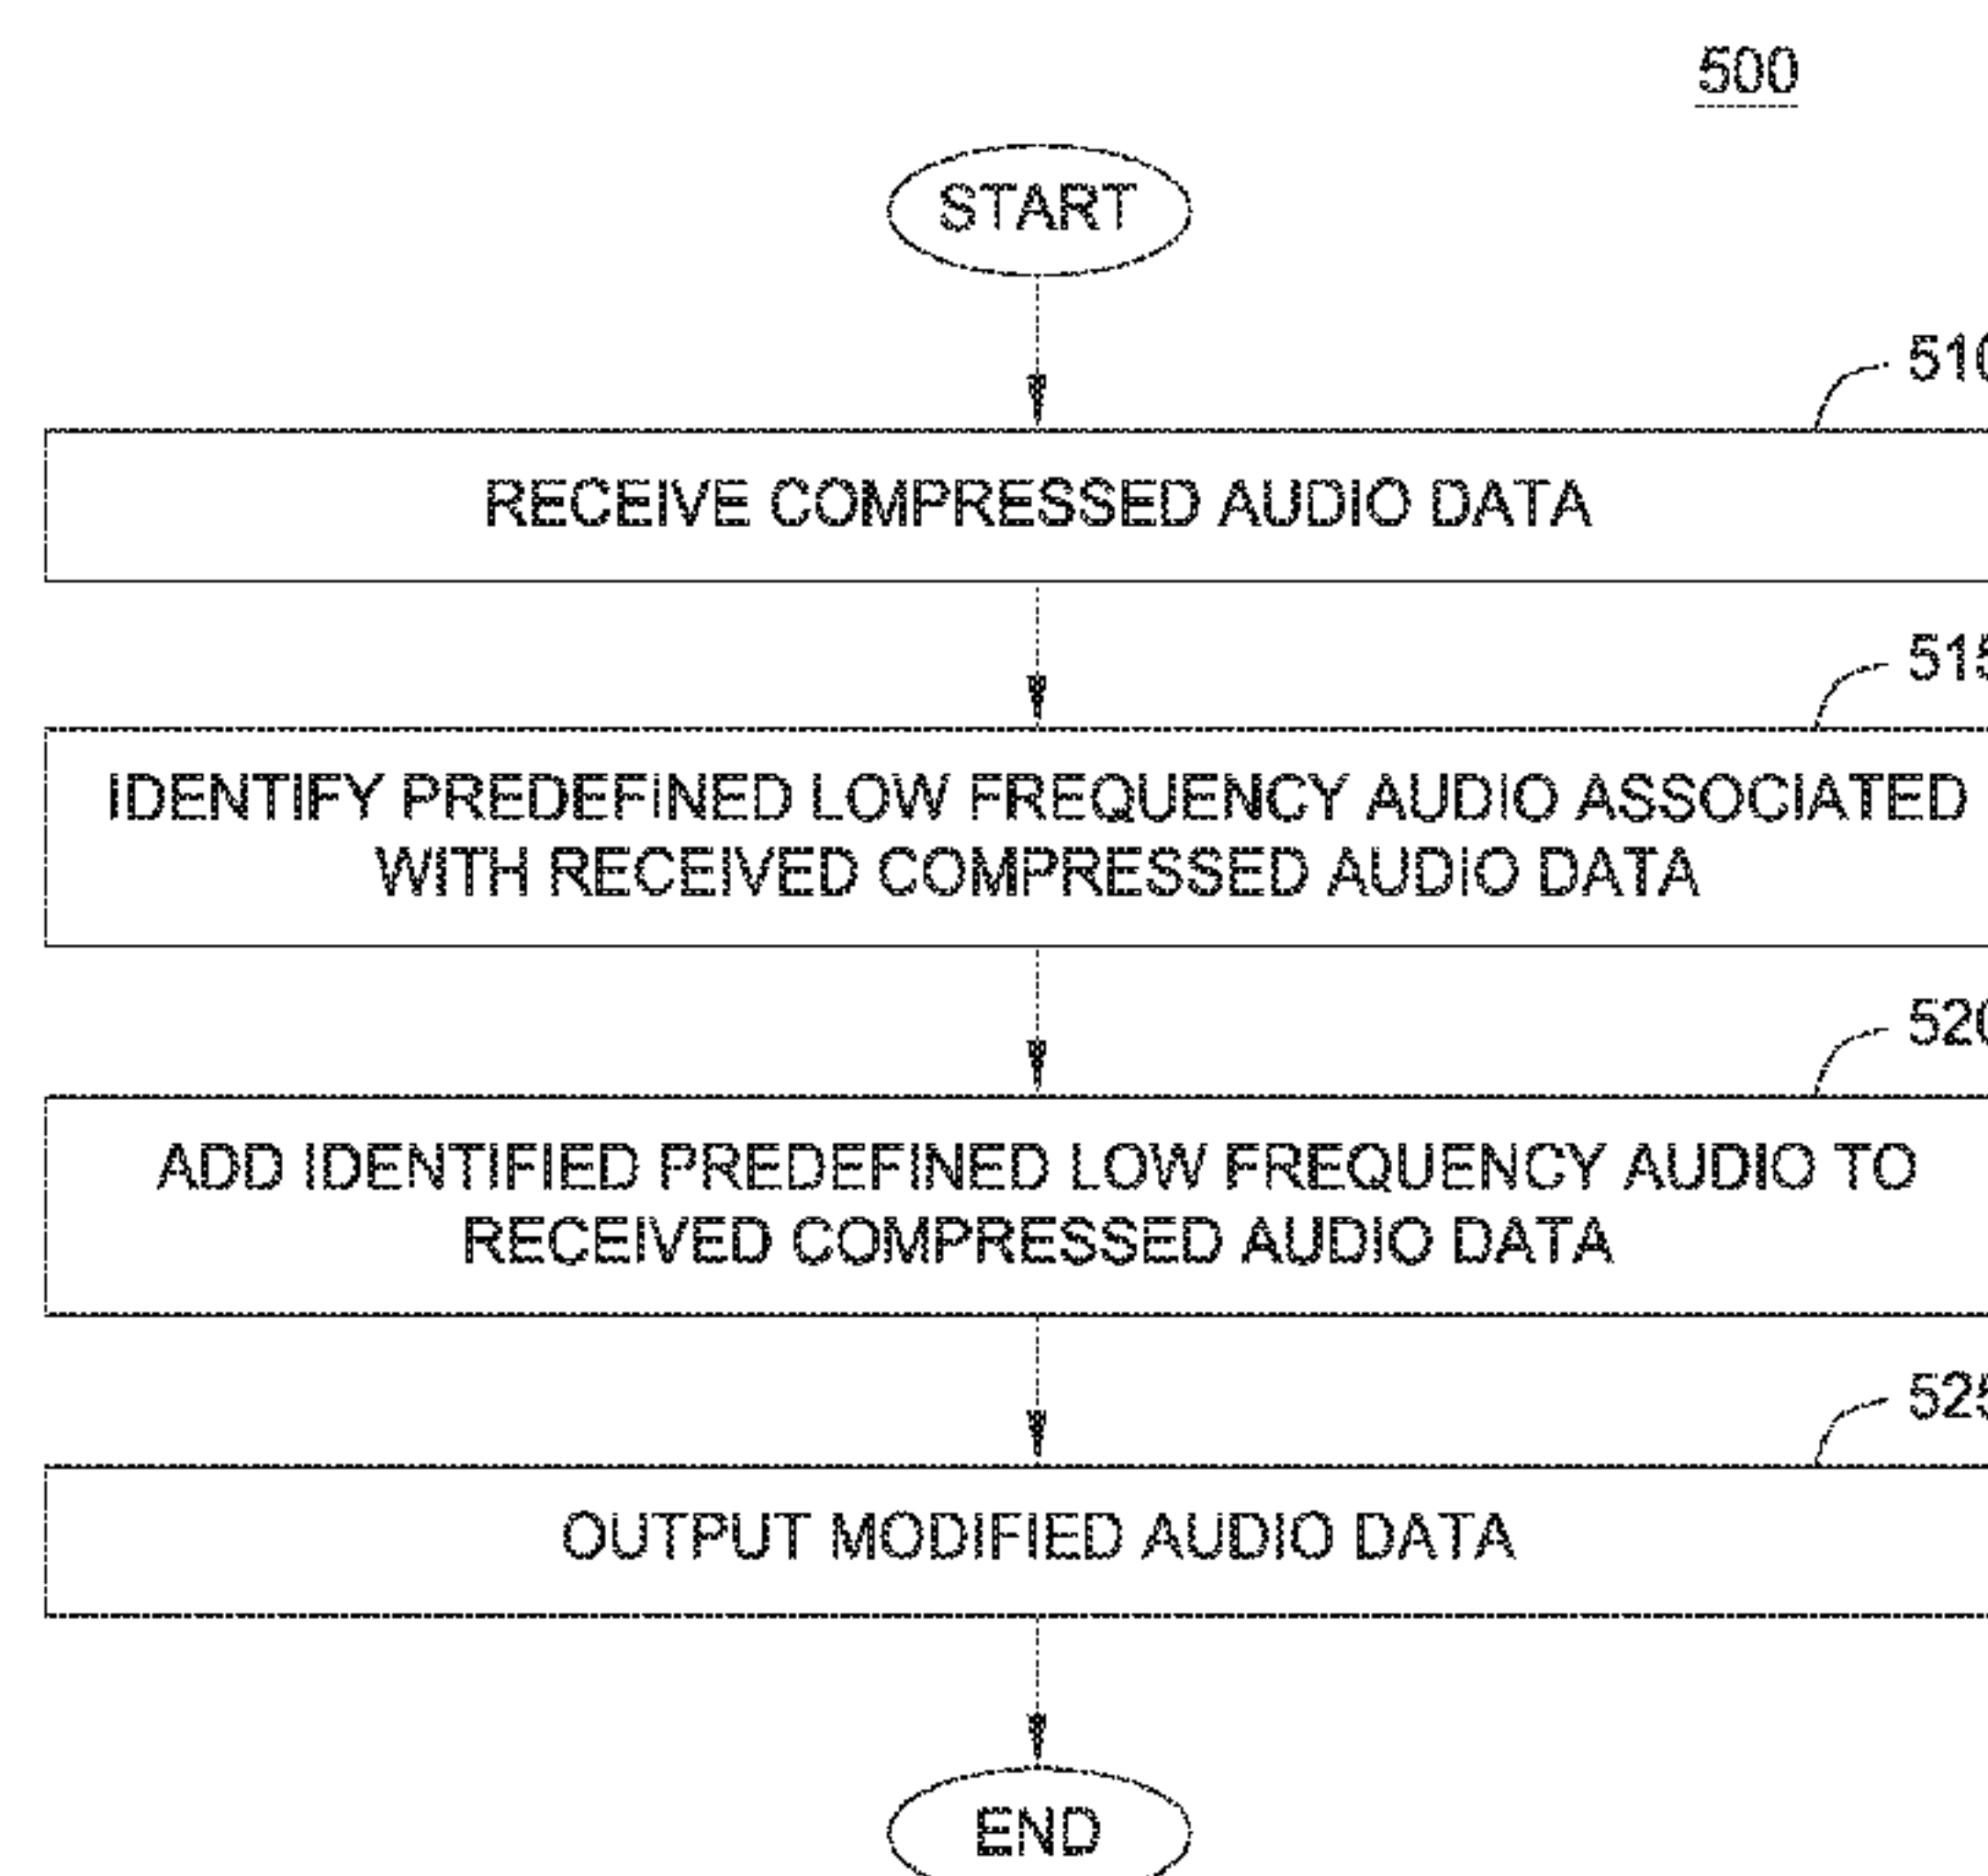 500
START
510
RECEIVE COMPRESSED AUDIO DATA
515
IDENTIFY PREDEFINED LOW FREQUENCY AUDIO ASSOCIATED
WITH RECEIVED COMPRESSED AUDIO DATA
520
ADD IDENTIFIED PREDEFINED LOW FREQUENCY AUDIO TO
RECEIVED COMPRESSED AUDIO DATA
525
OUTPUT MODIFIED AUDIO DATA
END